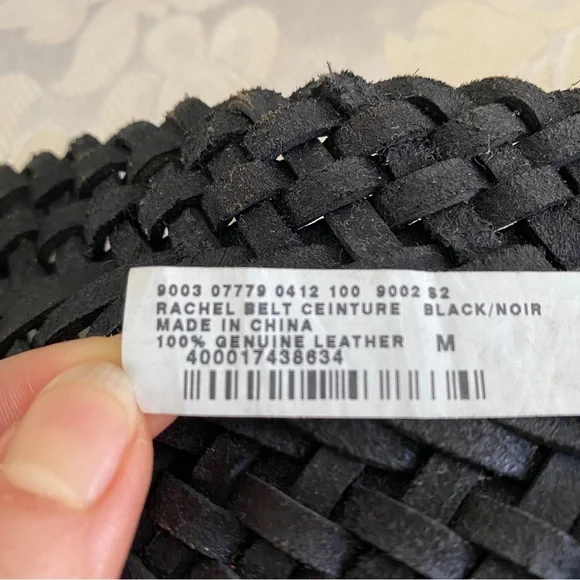 9003 07779 0412 100 9002 S2
RACHEL BELT CEINTURE BLACK/NOIR
MADE IN CHINA
100% GENUINE LEATHER M
400017438634